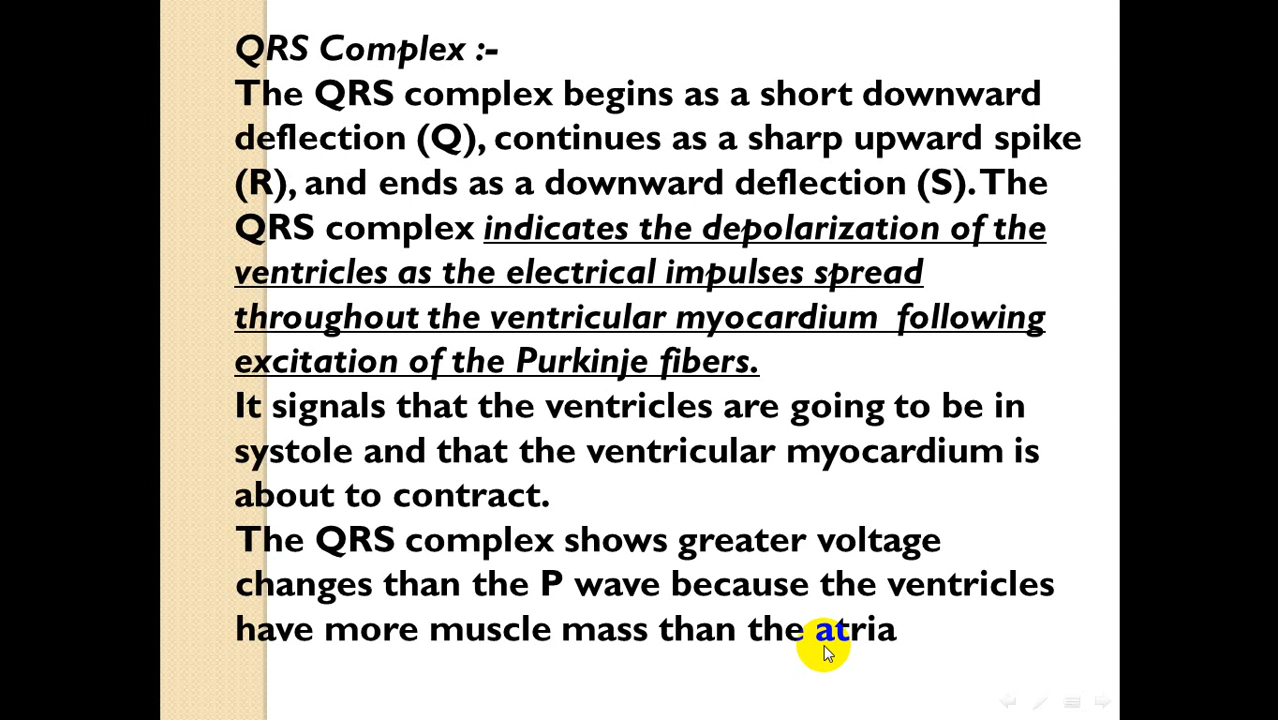 QRS Complex :-
The QRS complex begins as a short downward
deflection (Q), continues as a sharp upward spike
(R), and ends as a downward deflection (S). The
QRS complex indicates the depolarization of the
ventricles as the electrical impulses spread
throughout the ventricular myocardium following
excitation of the Purkinje fibers.
It signals that the ventricles are going to be in
systole and that the ventricular myocardium is
about to contract.
The QRS complex shows greater voltage
changes than the P wave because the ventricles
have more muscle mass than the atria